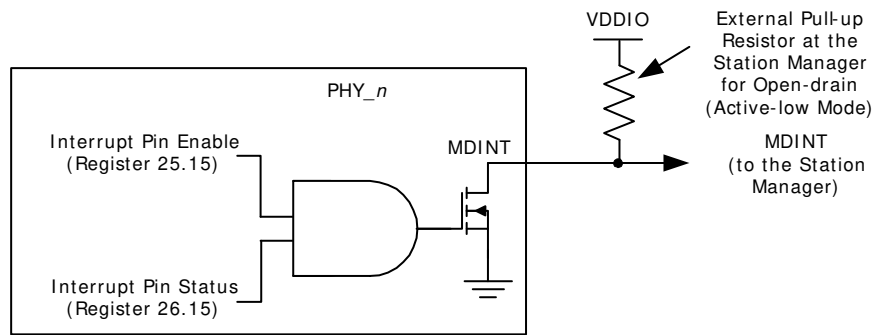 VDDIO
External Pull-up
Resistor at the
Station Manager
for Open-drain
(Active-low Mode)
PHY_n
Interrupt Pin Enable
(Register 25.15)
MDINT
MDINT
(to the Station
Manager)
Interrupt Pin Status
(Register 26.15)